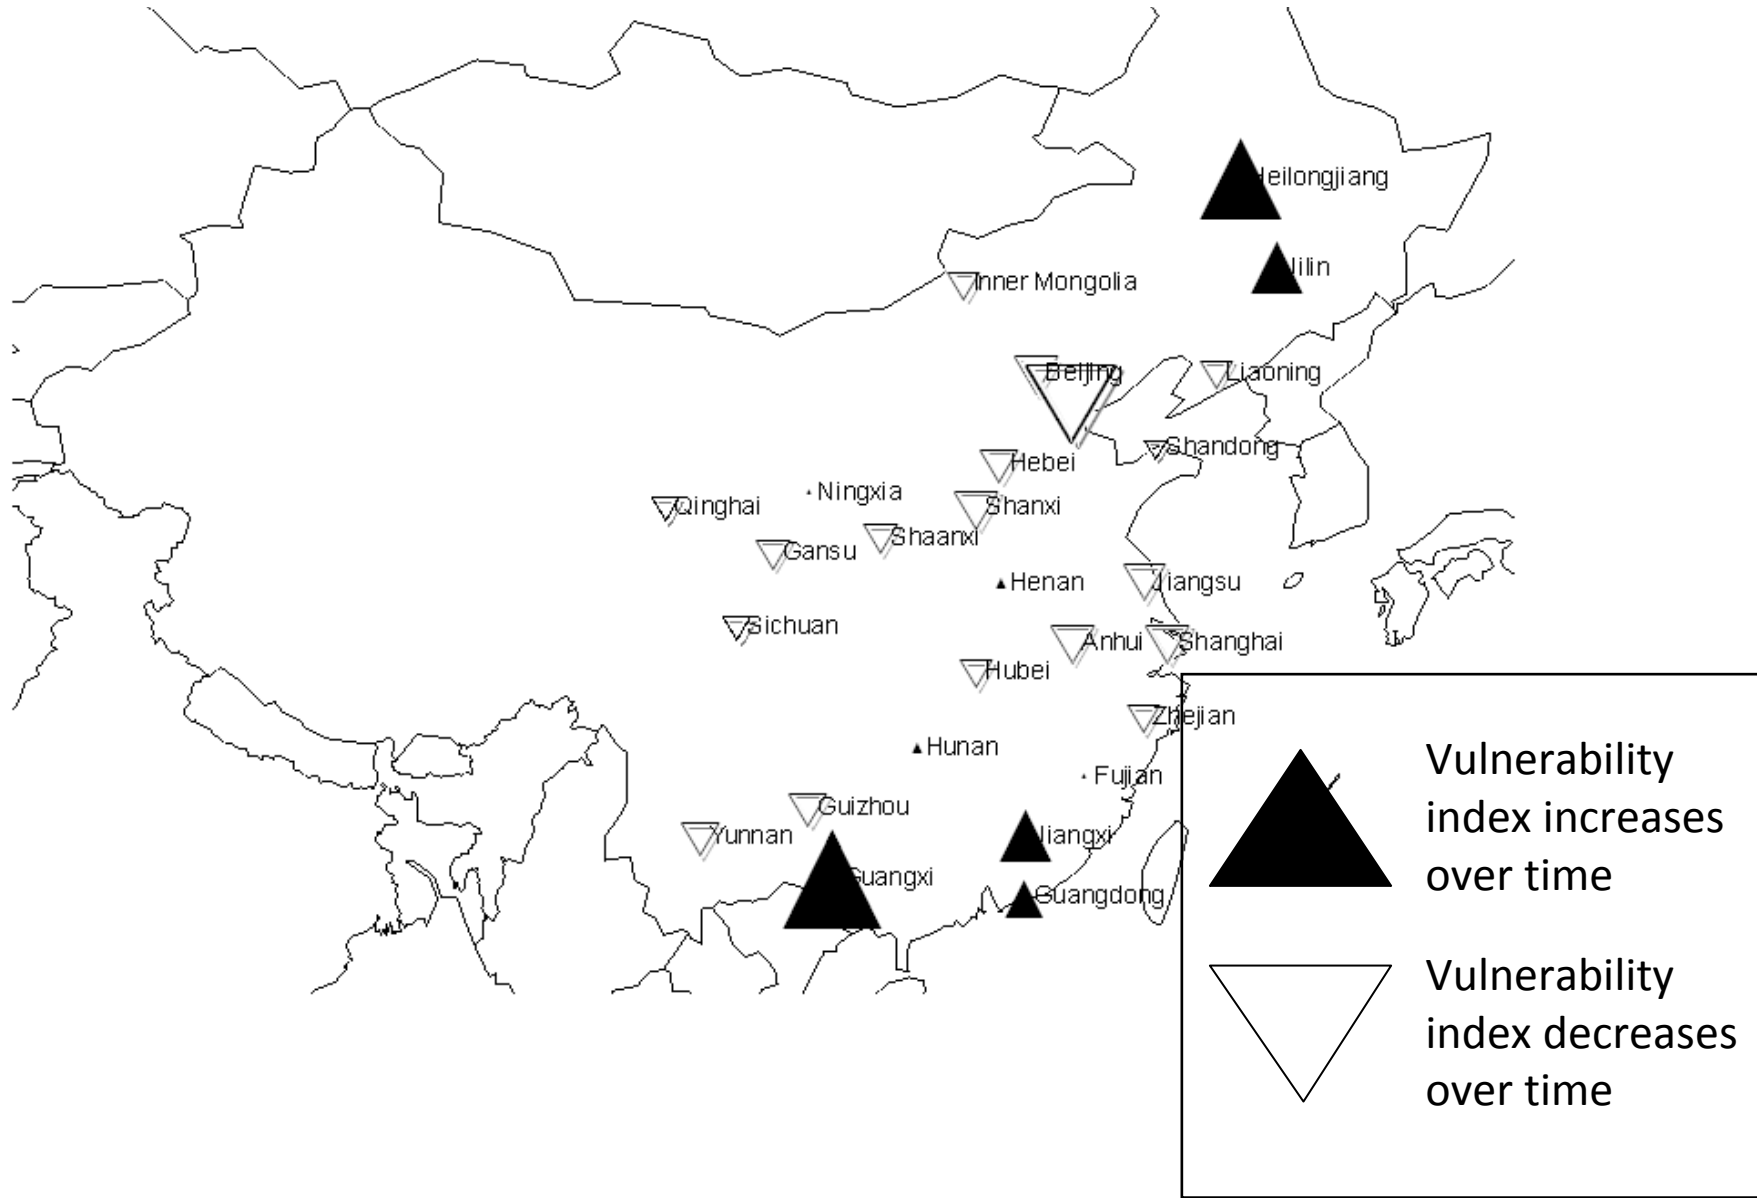 Heilongjiang
Jilin
Inner Mongolia
Beijing
Liaoning
Shandong
Hebei
Ningxia
Qinghai
Shanxi
Shaanxi
Gansu
Henan
Jiangsu
Sichuan
Anhui
Shanghai
Hubei
Zhejian
Hunan
Fujian
Guizhou
Yunnan
Jiangxi
Guangxi
Guangdong
Vulnerability
index increases
over time
Vulnerability
index decreases
over time